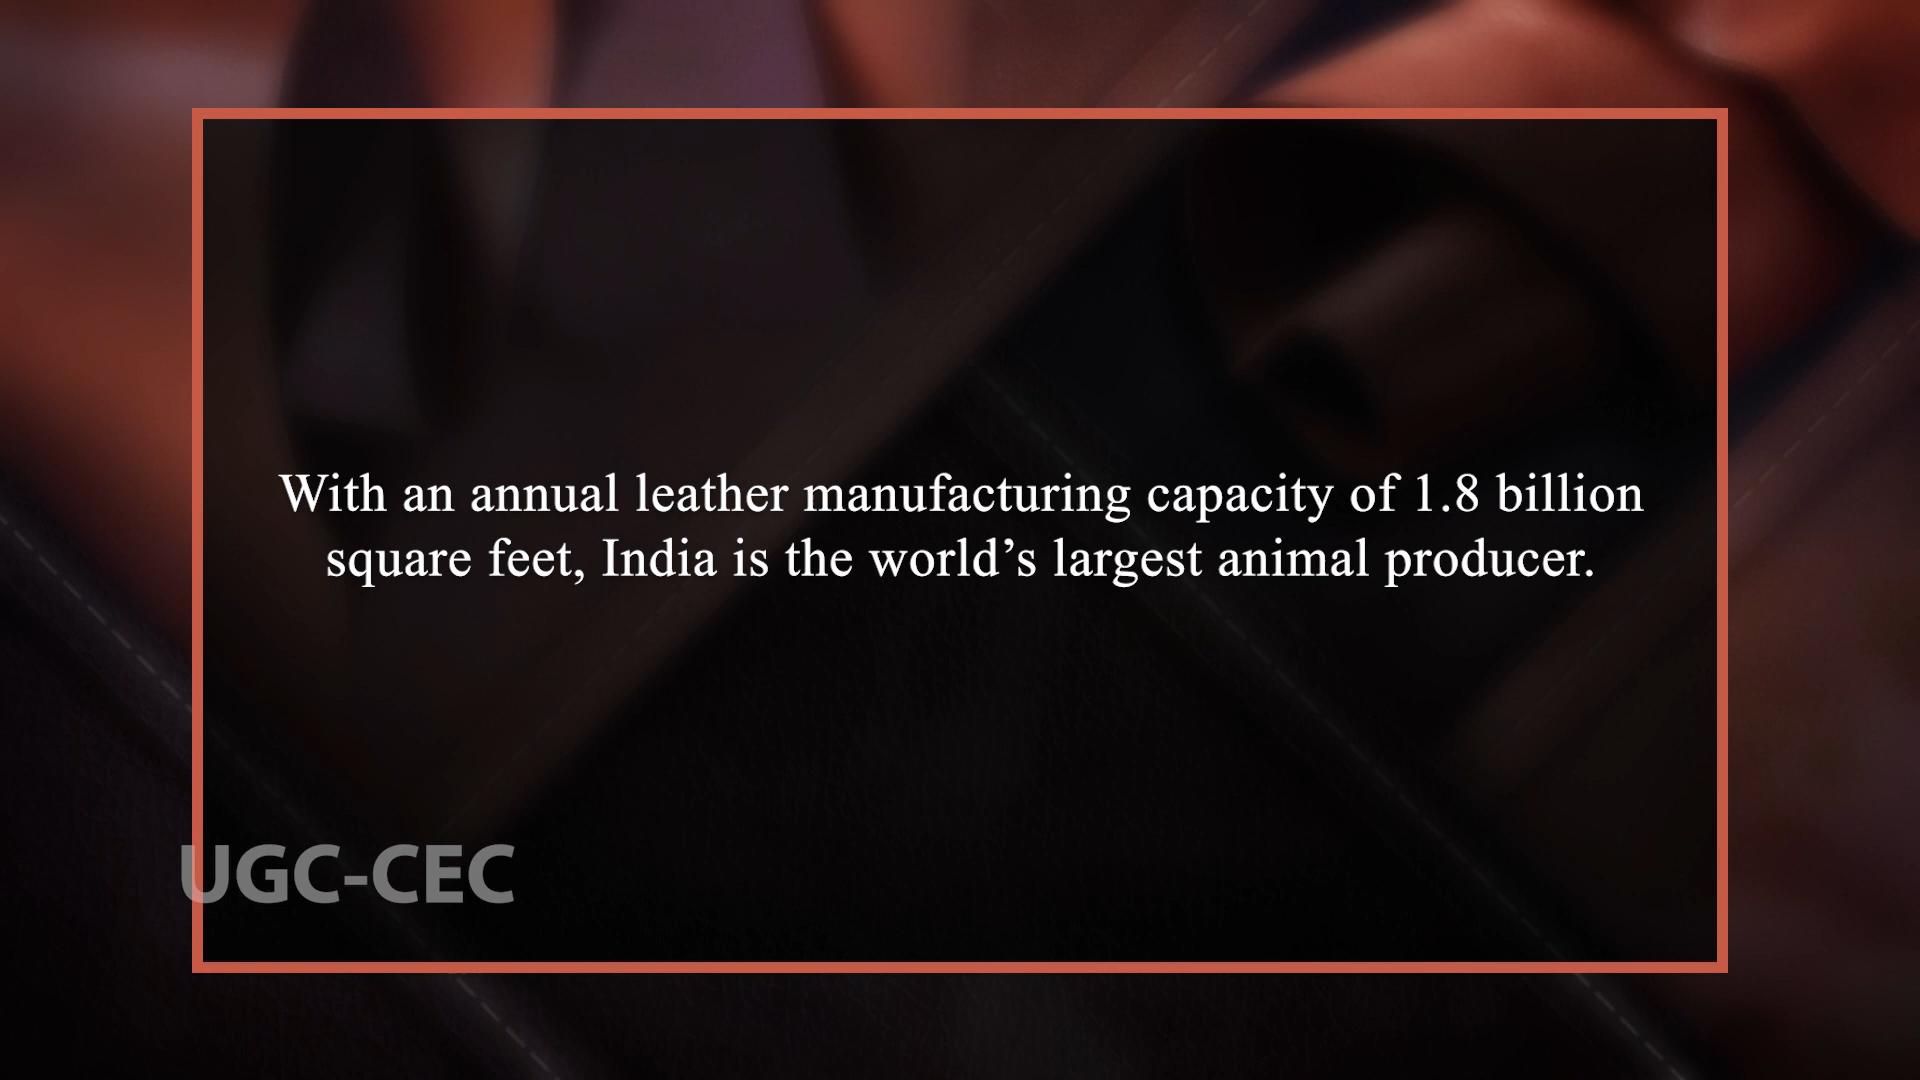 With an annual leather manufacturing capacity of 1.8 billion
square feet, India is the world’s largest animal producer.
UGC-CEC